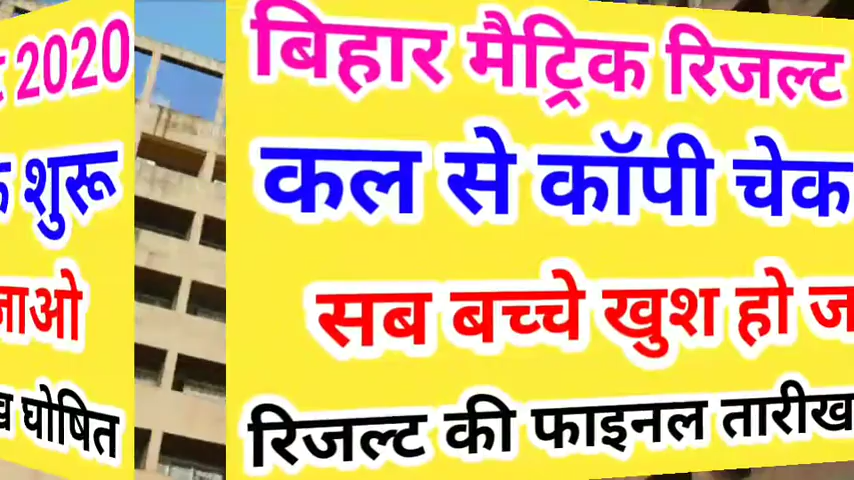 2020
शुरू
जाओ
घोषित
बिहार मैट्रिक रिजल्ट
कल से कॉपी चेक
सब बच्चे खुश हो
रिजल्ट की फाइनल तारीख